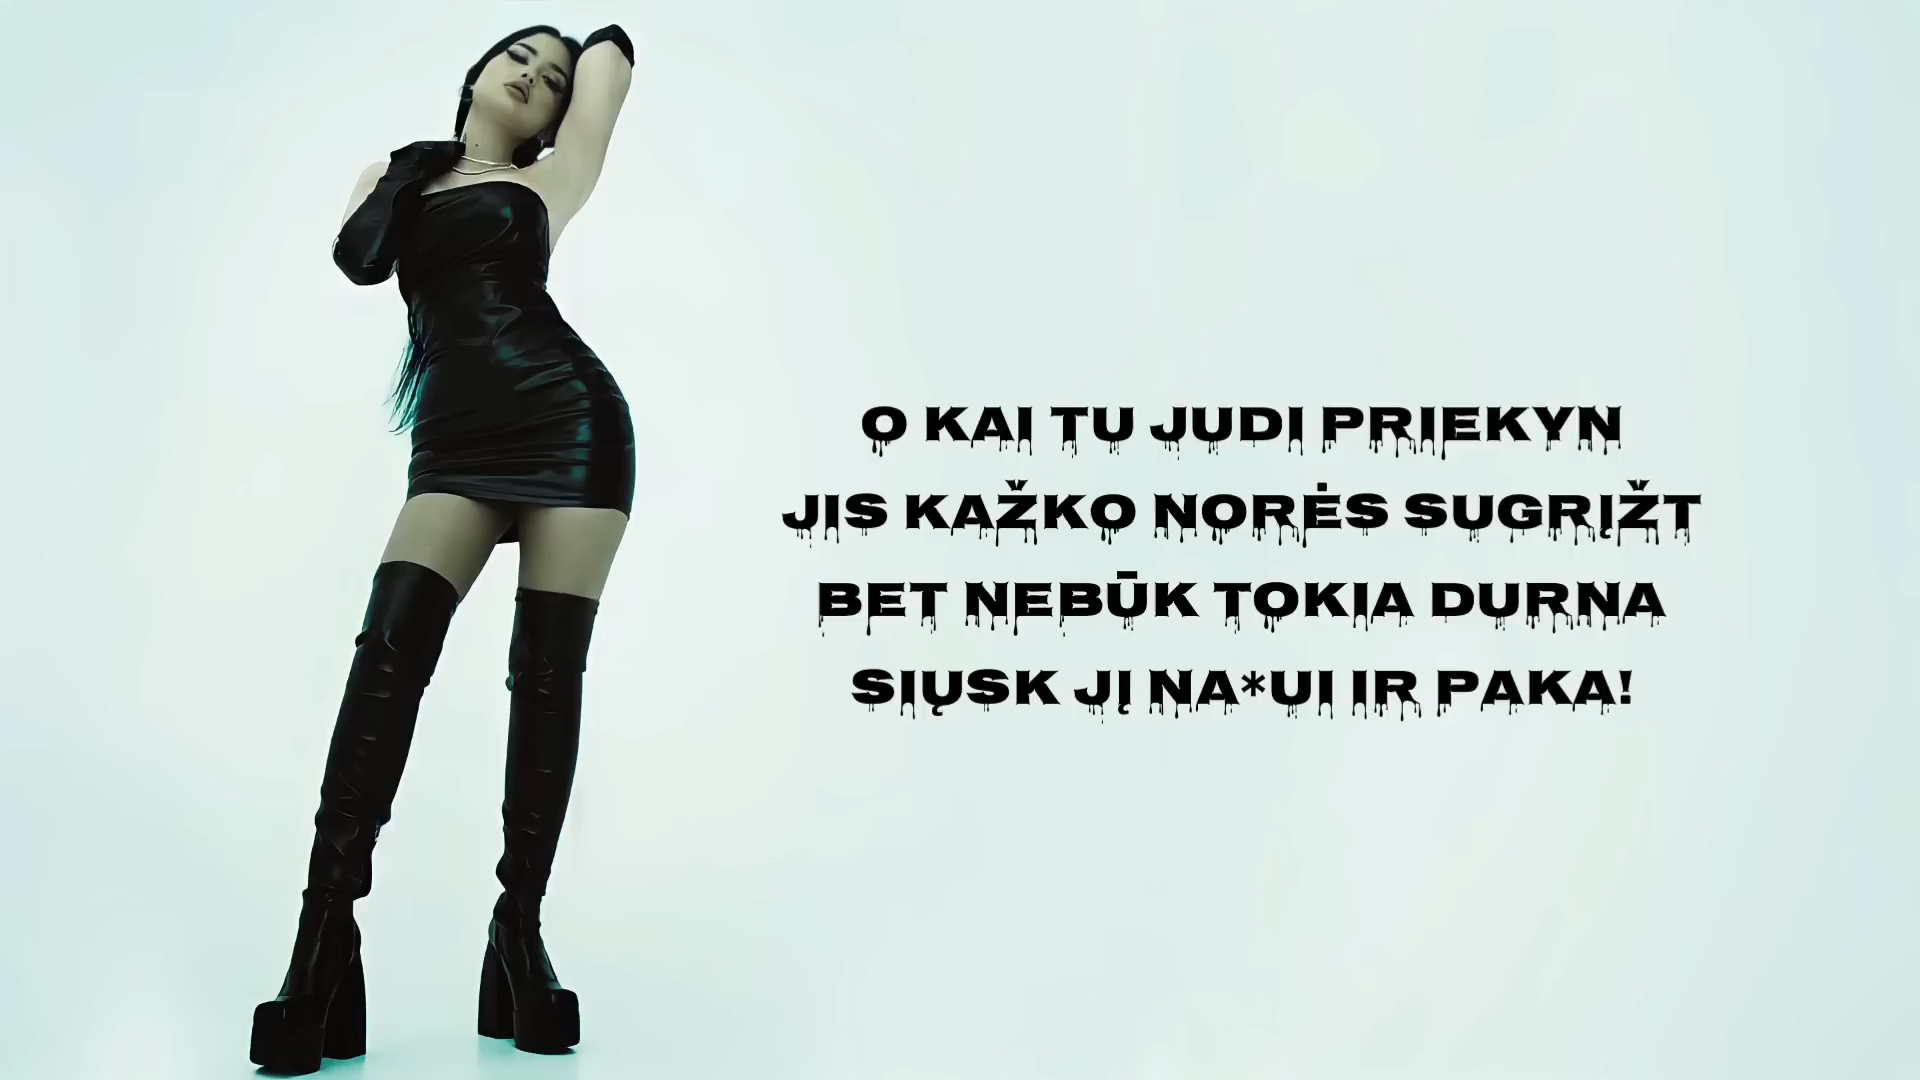 O KAI TU JUDI PRIEKYN
JIS KAŽKO NORĖS SUGRĮŽT
BET NEBŪK TOKIA DURNA
SIŲSK JĮ NA*UI IR PAKA!